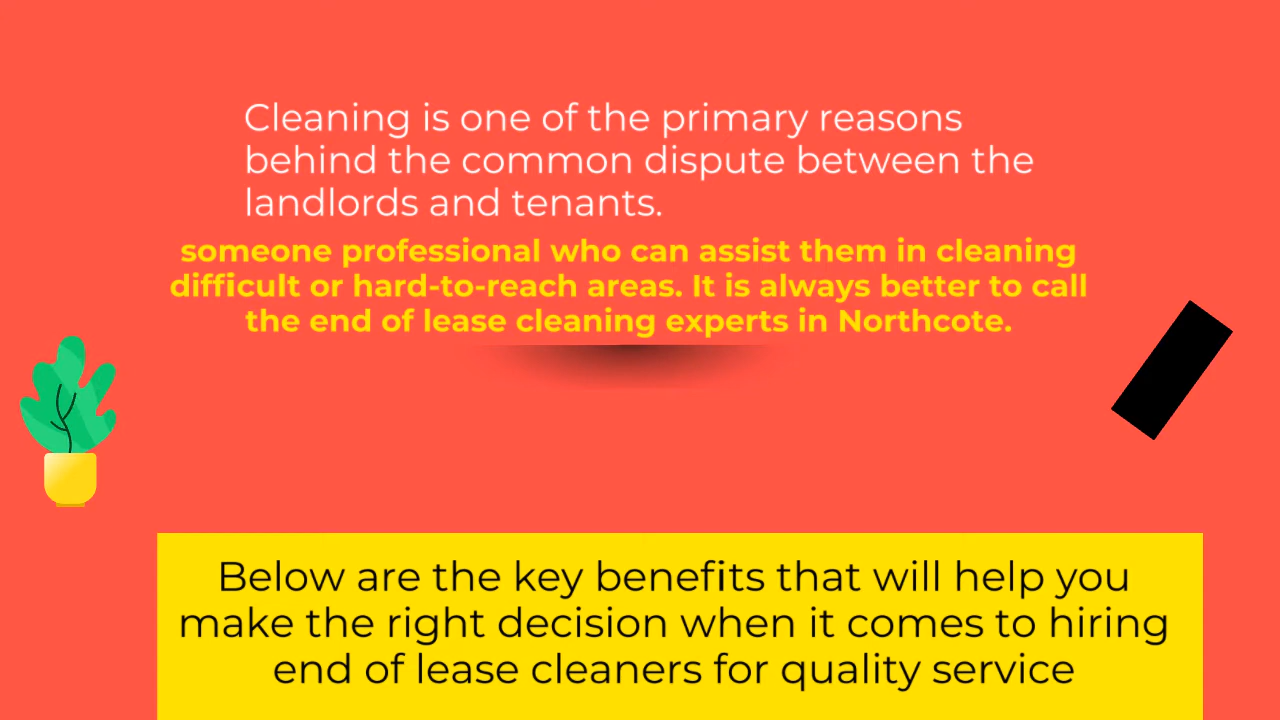 Cleaning is one of the primary reasons
behind the common dispute between the
landlords and tenants.
someone professional who can assist them in cleaning
difficult or hard-to-reach areas. It is always better to call
the end of lease cleaning experts in Northcote.
Below are the key benefits that will help you
make the right decision when it comes to hiring
end of lease cleaners for quality service